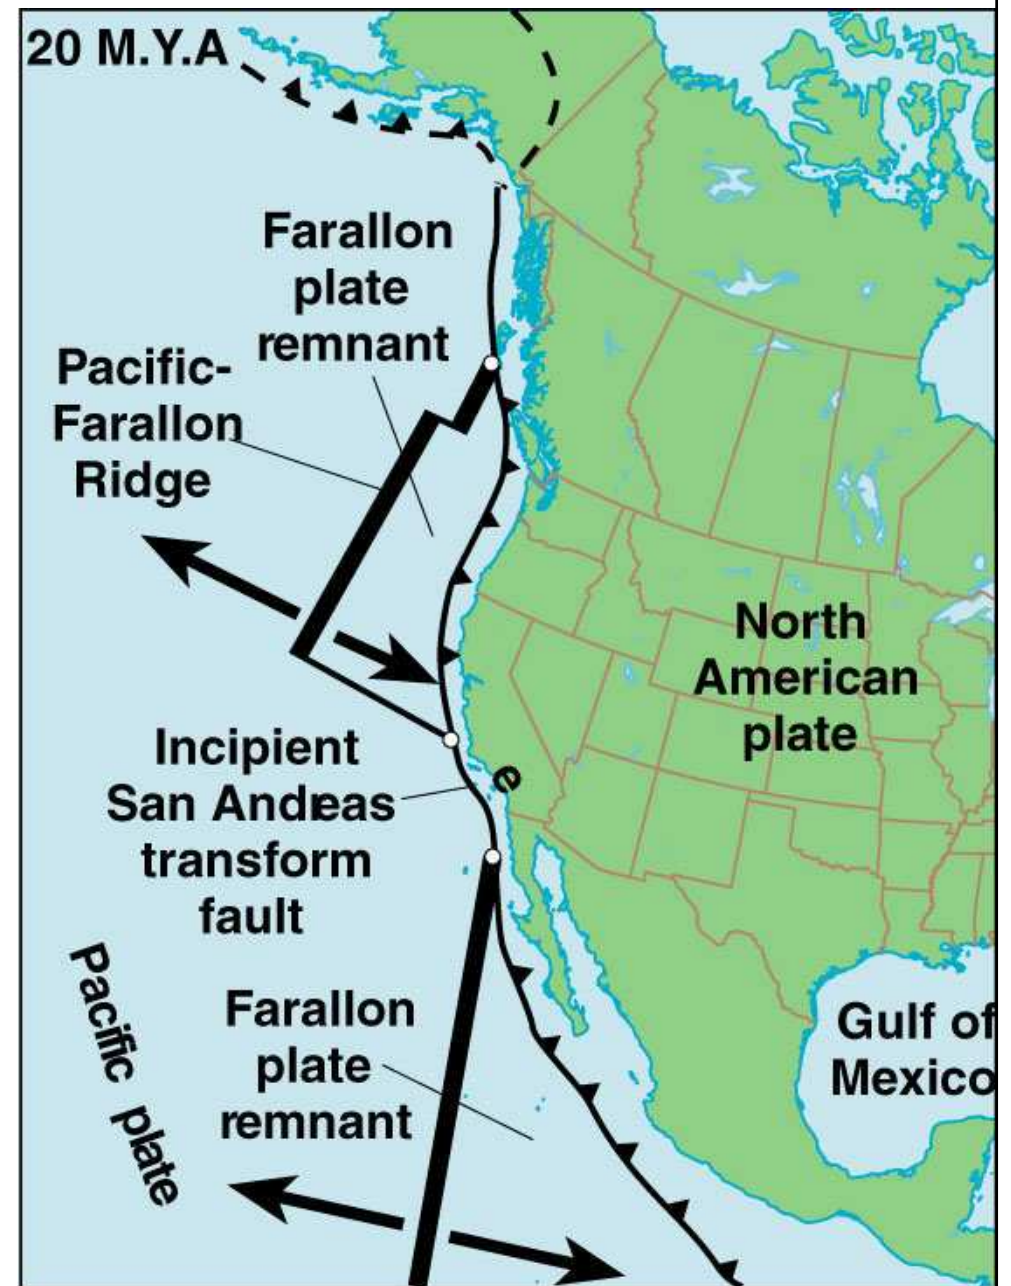 20 M.Y.A
Farallon
plate
remnant
Pacific-
Farallon
Ridge
North
American
plate
Incipient
San Andreas
transform
fault
e
Pacific plate
Farallon
plate
remnant
Gulf of
Mexico